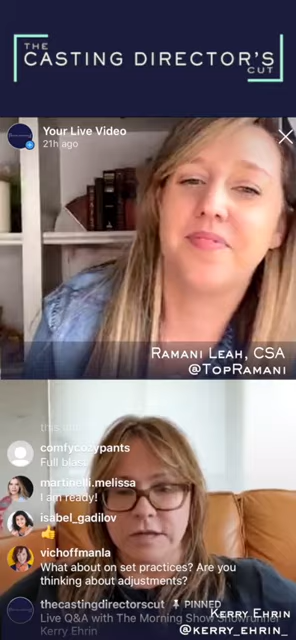 THE
CASTING DIRECTOR'S
CUT
Your Live Video
21h ago
RAMANI LEAH, CSA
@TOPRAMANI
comfycozypants
Full blast
martinelli.melissa
I am ready!
isabel_gadilov
👍
vichoffmanla
What about on set practices? Are you
thinking about adjustments?
thecastingdirectorscut PINNED
Live Q&A with The Morning Show Showrunner
Kerry Ehrin
KERRY EHRIN
@KERRY_EHRIN_